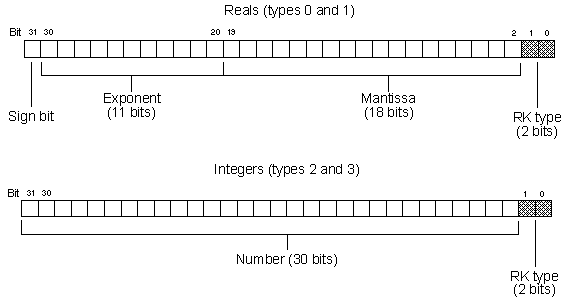 Reals (types 0 and 1)
Bit 31 30 20 19 2 1 0
Exponent
(11 bits)
Mantissa
(18 bits)
Sign bit
RK type
(2 bits)
Integers (types 2 and 3)
Bit 31 30 1 0
Number (30 bits)
RK type
(2 bits)